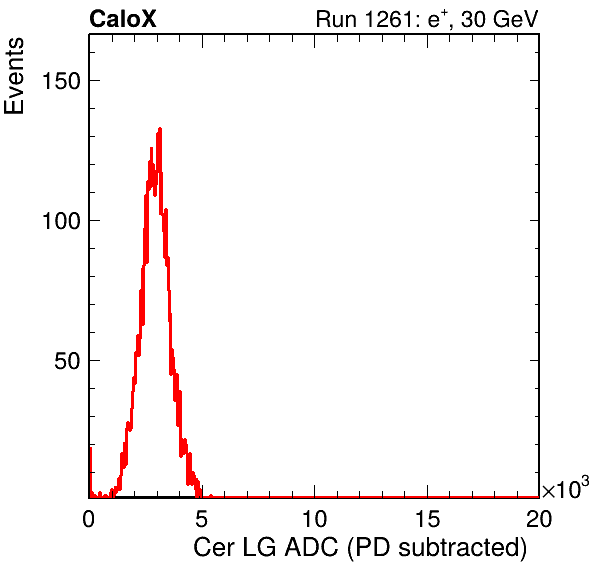 CaloX Run 1261: e+, 30 GeV
Events
150
100
50
0 5 10 15 20
×10³
Cer LG ADC (PD subtracted)